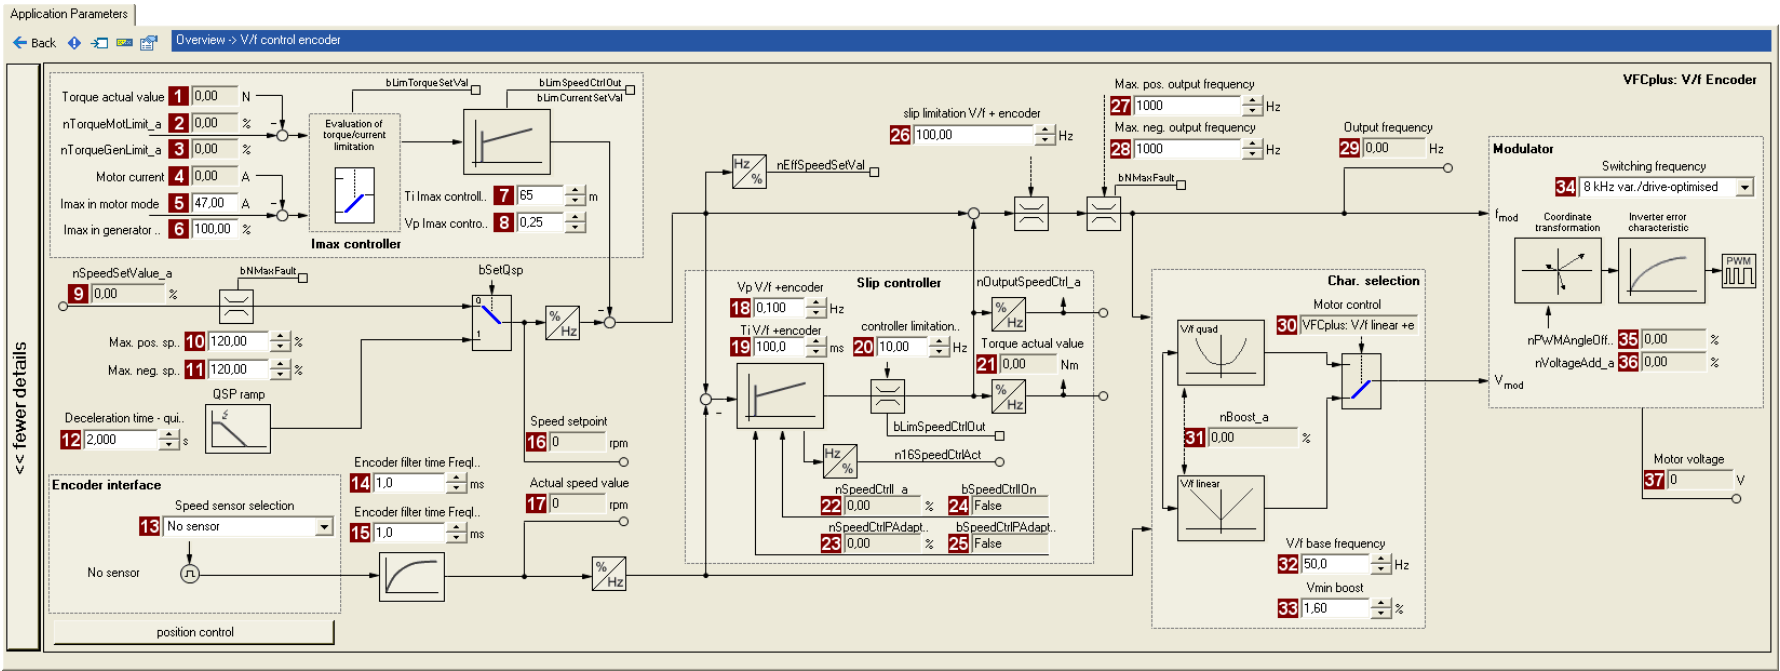 Application Parameters
Back
Overview -> V/f control encoder
<< fewer details
VFCplus: V/f Encoder
Torque actual value 1 0,00 N
nTorqueMotLimit_a 2 0,00 %
nTorqueGenLimit_a 3 0,00 %
Motor current 4 0,00 A
Imax in motor mode 5 47,00 A
Imax in generator .. 6 100,00 %
bLimTorqueSetVal
bLimSpeedCtrlOut
bLimCurrentSetVal
Evaluation of
torque/current
limitation
Ti Imax controll.. 7 65 m
Vp Imax contro.. 8 0,25
Imax controller
nSpeedSetValue_a
9 0,00 %
bNMaxFault
bSetQsp
0
1
%
Hz
Max. pos. sp.. 10 120,00 %
Max. neg. sp.. 11 120,00 %
QSP ramp
Deceleration time - qui..
12 2,000 s
Encoder interface
Speed sensor selection
13 No sensor
No sensor
Encoder filter time Freql..
14 1,0 ms
Encoder filter time Freql..
15 1,0 ms
Speed setpoint
16 0 rpm
Actual speed value
17 0 rpm
%
Hz
position control
Hz
%
nEffSpeedSetVal
Slip controller
Vp V/f +encoder
18 0,100 Hz
Ti V/f +encoder
19 100,0 ms
controller limitation..
20 10,00 Hz
nOutputSpeedCtrl_a
%
Hz
Torque actual value
21 0,00 Nm
%
Hz
bLimSpeedCtrlOut
Hz
%
n16SpeedCtrlAct
nSpeedCtrlI_a
22 0,00 %
bSpeedCtrlIOn
24 False
nSpeedCtrlPAdapt..
23 0,00 %
bSpeedCtrlPAdapt..
25 False
slip limitation V/f + encoder
26 100,00 Hz
Max. pos. output frequency
27 1000 Hz
Max. neg. output frequency
28 1000 Hz
bNMaxFault
Output frequency
29 0,00 Hz
Char. selection
Motor control
30 VFCplus: V/f linear +e
V/f quad
nBoost_a
31 0,00 %
V/f linear
V/f base frequency
32 50,0 Hz
Vmin boost
33 1,60 %
Modulator
Switching frequency
34 8 kHz var./drive-optimised
fmod
Coordinate
transformation
Inverter error
characteristic
PWM
nPWMAngleOff.. 35 0,00 %
nVoltageAdd_a 36 0,00 %
Vmod
Motor voltage
37 0 V